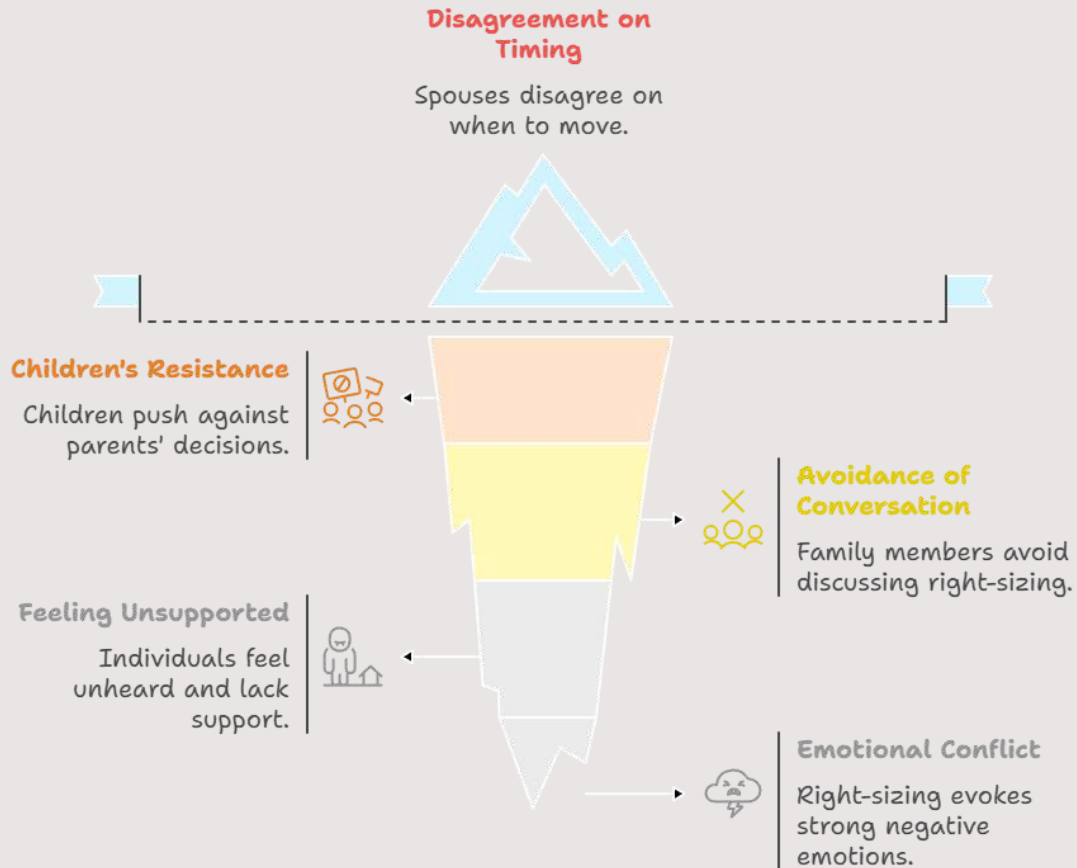 Disagreement on
Timing
Spouses disagree on
when to move.
Children's Resistance
Children push against
parents' decisions.
Avoidance of
Conversation
Family members avoid
discussing right-sizing.
Feeling Unsupported
Individuals feel
unheard and lack
support.
Emotional Conflict
Right-sizing evokes
strong negative
emotions.